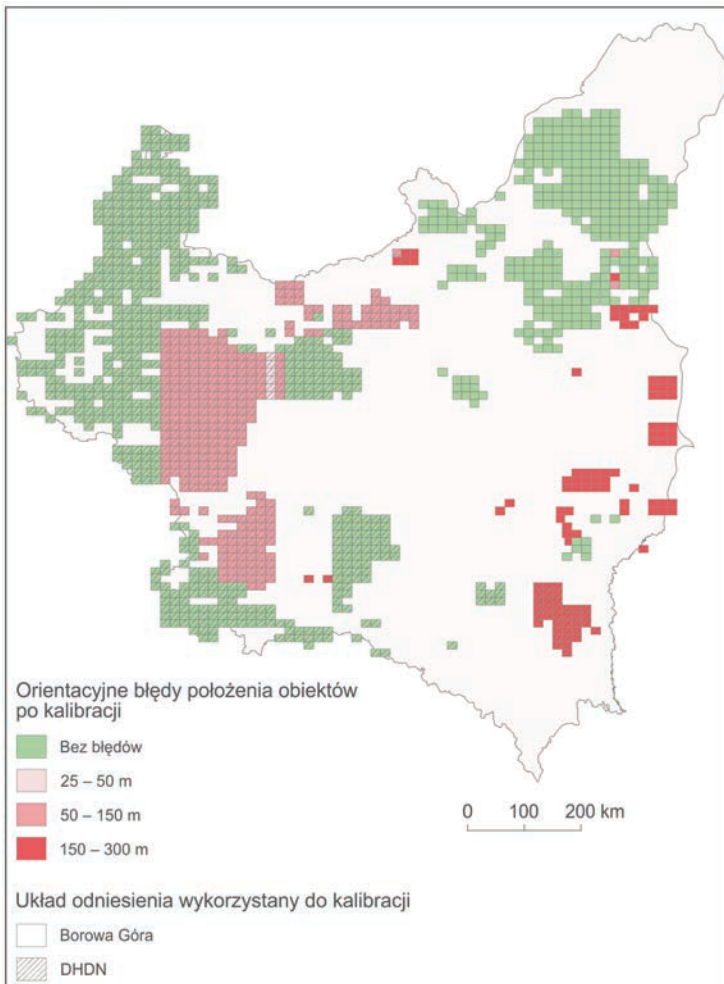 Orientacyjne błędy położenia obiektów
po kalibracji
Bez błędów
25 – 50 m
50 – 150 m
150 – 300 m
0 100 200 km
Układ odniesienia wykorzystany do kalibracji
Borowa Góra
DHDN